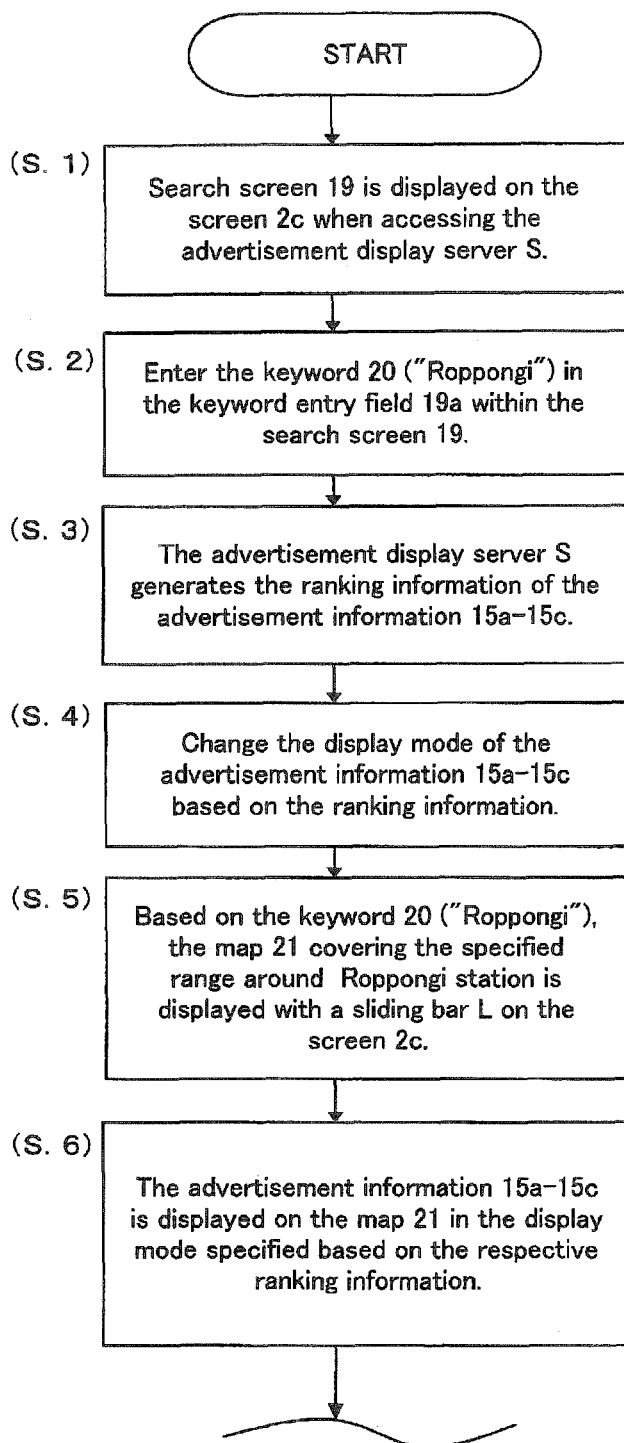 START
(S. 1)
Search screen 19 is displayed on the
screen 2c when accessing the
advertisement display server S.
(S. 2)
Enter the keyword 20 ("Roppongi") in
the keyword entry field 19a within the
search screen 19.
(S. 3)
The advertisement display server S
generates the ranking information of the
advertisement information 15a-15c.
(S. 4)
Change the display mode of the
advertisement information 15a-15c
based on the ranking information.
(S. 5)
Based on the keyword 20 ("Roppongi"),
the map 21 covering the specified
range around Roppongi station is
displayed with a sliding bar L on the
screen 2c.
(S. 6)
The advertisement information 15a-15c
is displayed on the map 21 in the display
mode specified based on the respective
ranking information.